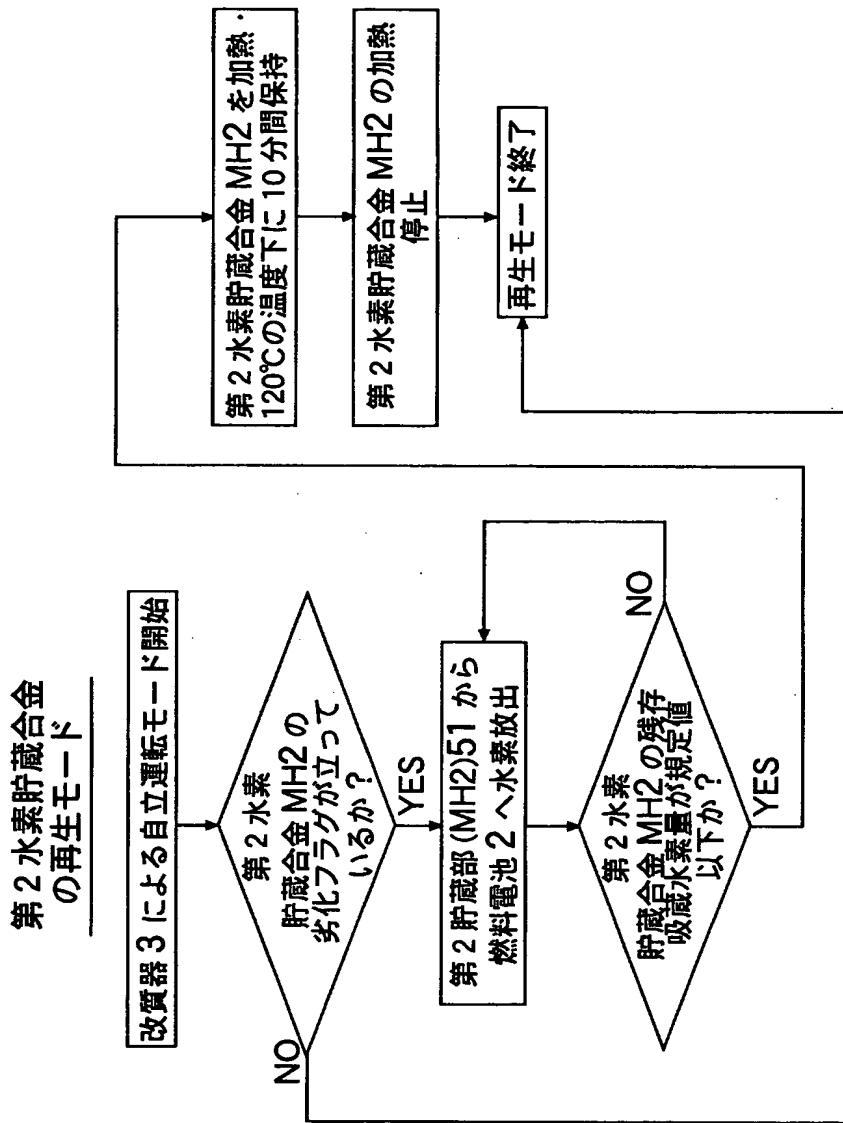 第2水素貯蔵合金
の再生モード
改質器3による自立運転モード開始
第2水素
貯蔵合金MH2の
劣化フラグが立って
いるか?
NO
YES
第2貯蔵部(MH2)51から
燃料電池2へ水素放出
第2水素
貯蔵合金MH2の残存
吸蔵水素量が規定値
以下か?
NO
YES
第2水素貯蔵合金MH2を加熱・
120℃の温度下に10分間保持
第2水素貯蔵合金MH2の加熱
停止
再生モード終了